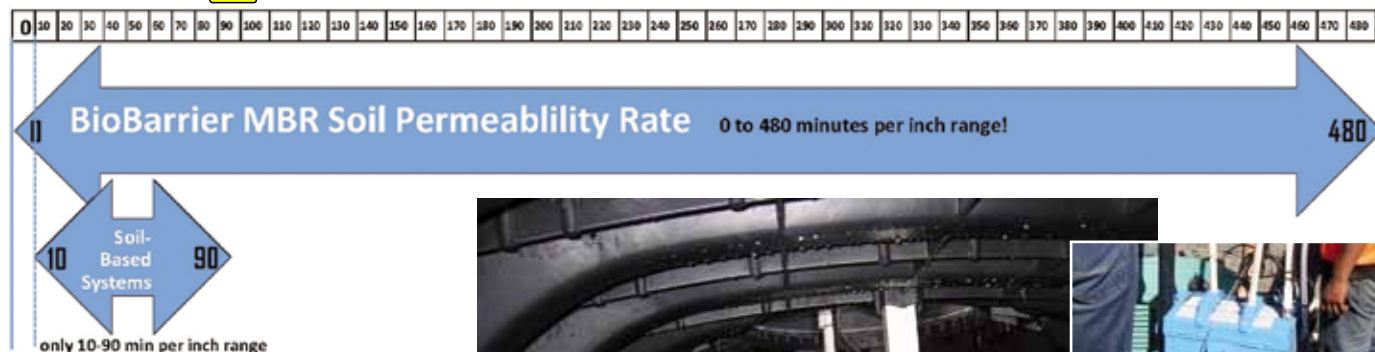 0 10 20 30 40 50 60 70 80 90 100 110 120 130 140 150 160 170 180 190 200 210 220 230 240 250 260 270 280 290 300 310 320 330 340 350 360 370 380 390 400 410 420 430 440 450 460 470 480
BioBarrier MBR Soil Permeablility Rate 0 to 480 minutes per inch range!
480
10 Soil-
Based
Systems 90
only 10-90 min per inch range